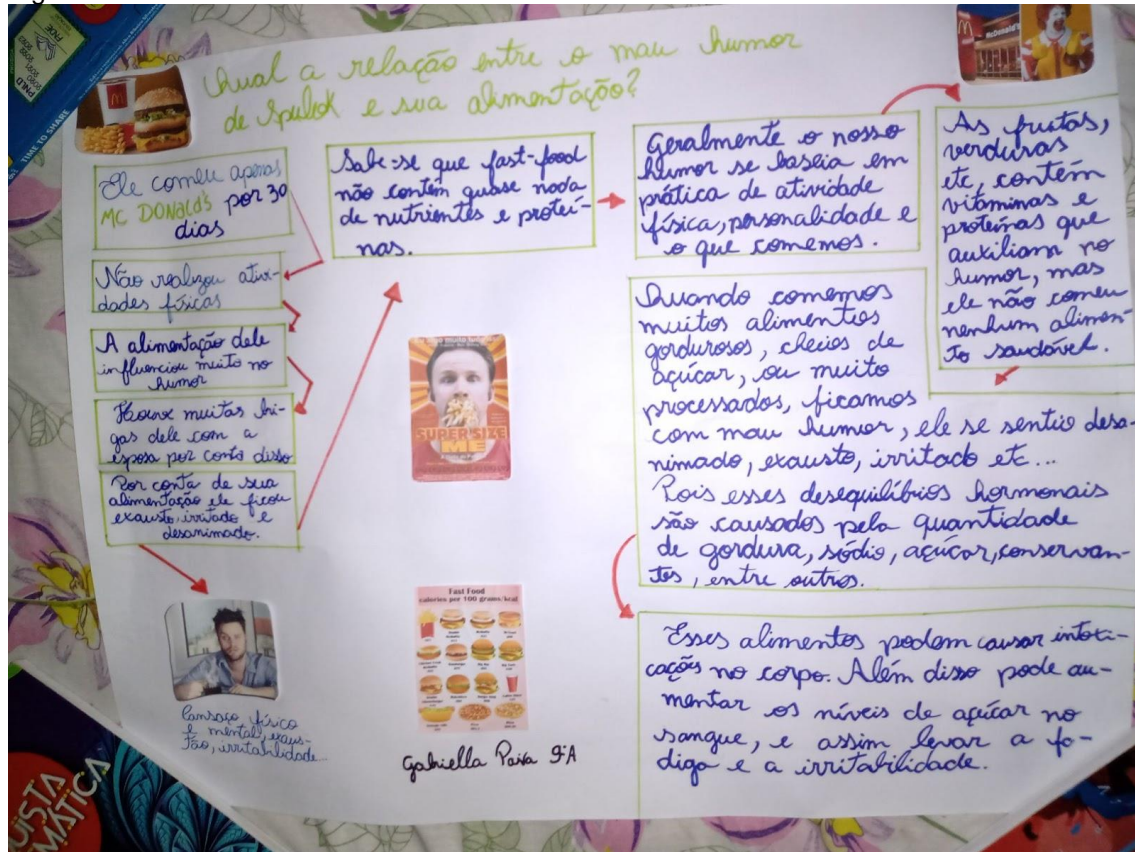 Qual a relação entre o mau humor
de Spulok e sua alimentação?
Ele comeu apenas
MC DONALd's por 30
dias
Não realizou ativi-
dades físicas
A alimentação dele
influenciou muito no
humor
Houve muitas bri-
gas dele com a
esposa por conta disso
Por conta de sua
alimentação ele ficou
exausto, irritado e
desanimado.
Cansaço físico
e mental, exaus-
tão, irritabilidade...
Sabe-se que fast-food
não contém quase nada
de nutrientes e proteí-
nas.
SUPER SIZE
ME
Fast Food
calories per 100 grams/kcal
Gabriella Paiva 9ºA
Geralmente o nosso
humor se baseia em
prática de atividade
física, personalidade e
o que comemos.
McDonald's
As frutas,
verduras
etc, contém
vitaminas e
proteínas que
auxiliam no
humor, mas
ele não comeu
nenhum alimen-
to saudável.
Quando comemos
muitos alimentos
gordurosos, cheios de
açúcar, ou muito
processados, ficamos
com mau humor, ele se sentio desa-
nimado, exausto, irritado etc...
Pois esses desequilíbrios hormonais
são causados pela quantidade
de gordura, sódio, açúcar, conservan-
tes, entre outros.
Esses alimentos podem causar intoxi-
cações no corpo. Além disso pode au-
mentar os níveis de açúcar no
sangue, e assim levar a fa-
diga e a irritabilidade.
PNLD
TIME TO SHARE